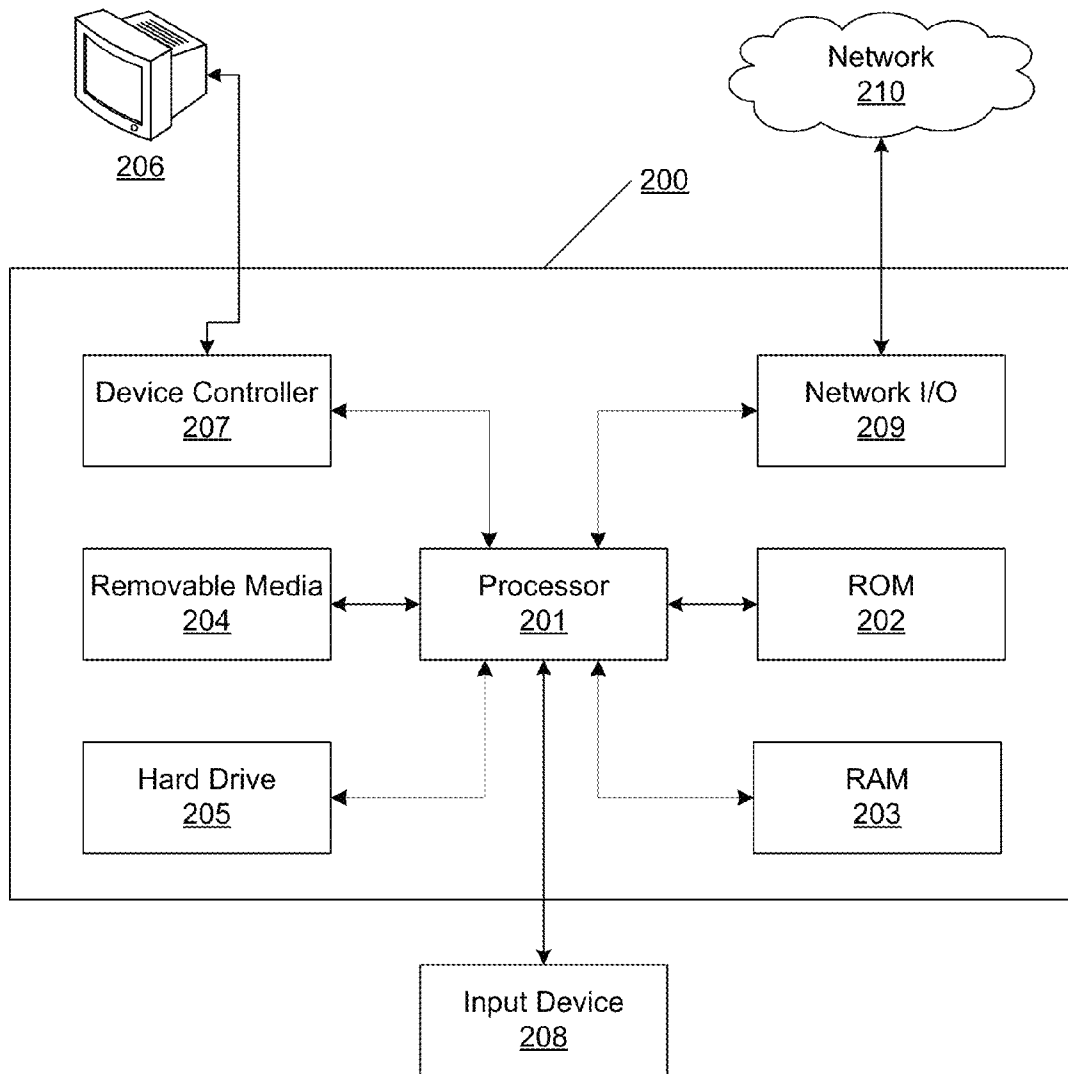 Network
210
206
200
Device Controller
207
Network I/O
209
Removable Media
204
Processor
201
ROM
202
Hard Drive
205
RAM
203
Input Device
208